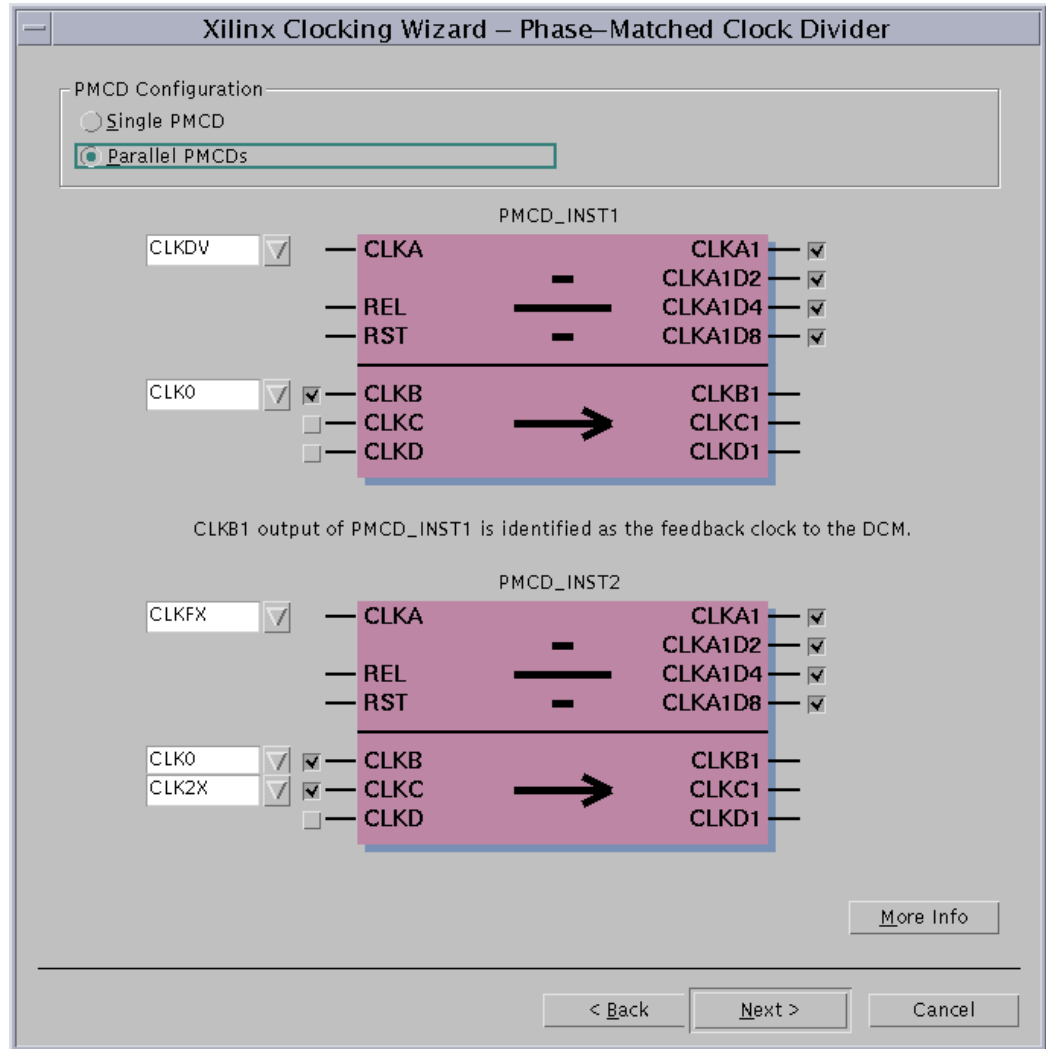 Xilinx Clocking Wizard – Phase–Matched Clock Divider
PMCD Configuration
Single PMCD
Parallel PMCDs
PMCD_INST1
CLKDV CLKA CLKA1
CLKA1D2
REL CLKA1D4
RST CLKA1D8
CLK0 CLKB CLKB1
CLKC CLKC1
CLKD CLKD1
CLKB1 output of PMCD_INST1 is identified as the feedback clock to the DCM.
PMCD_INST2
CLKFX CLKA CLKA1
CLKA1D2
REL CLKA1D4
RST CLKA1D8
CLK0 CLKB CLKB1
CLK2X CLKC CLKC1
CLKD CLKD1
More Info
< Back Next > Cancel